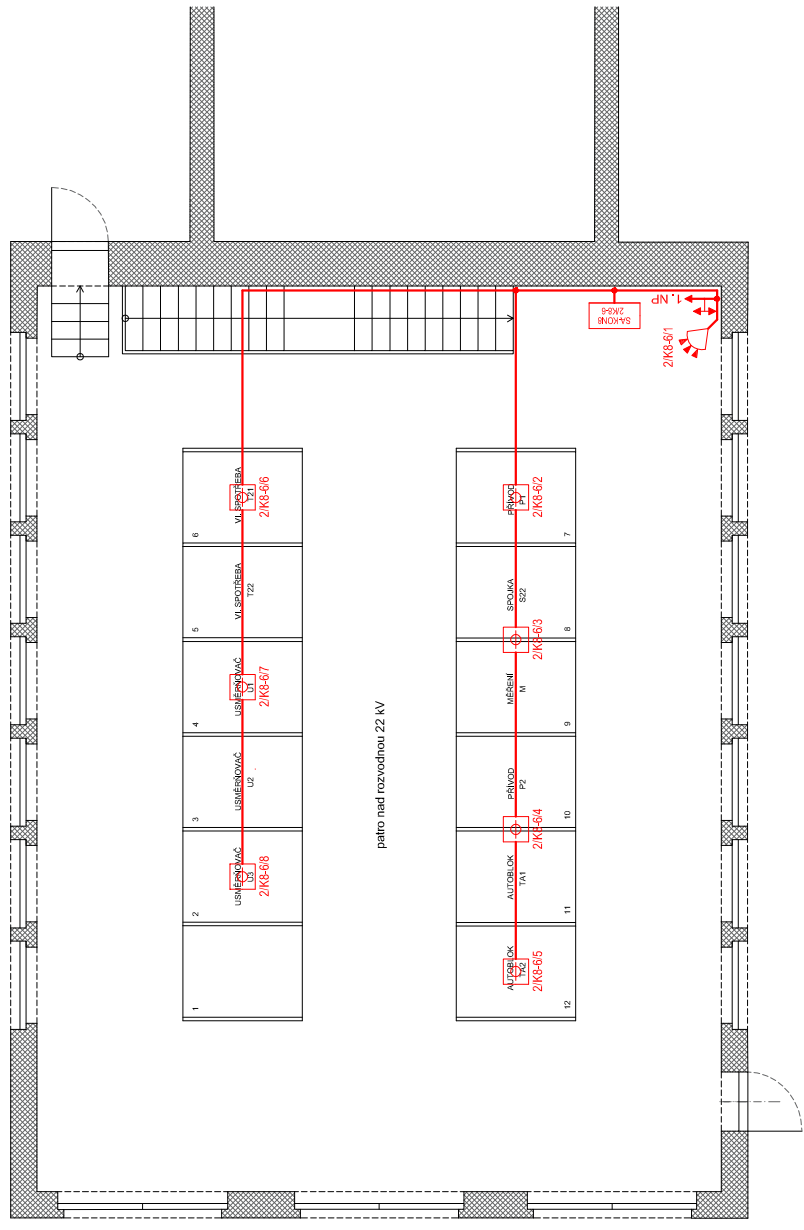 1.NP
SA-KON8
2/K8-6
2/K8-6/1
6
VL.SPOTŘEBA
T21
2/K8-6/6
5
VL.SPOTŘEBA
T22
4
USMĚRŇOVAČ
U1
2/K8-6/7
3
USMĚRŇOVAČ
U2
2
USMĚRŇOVAČ
U3
2/K8-6/8
1
patro nad rozvodnou 22 kV
PŘÍVOD
P1
7
2/K8-6/2
SPOJKA
S22
8
2/K8-6/3
MĚŘENÍ
M
9
PŘÍVOD
P2
10
2/K8-6/4
AUTOBLOK
TA1
11
AUTOBLOK
TA2
12
2/K8-6/5